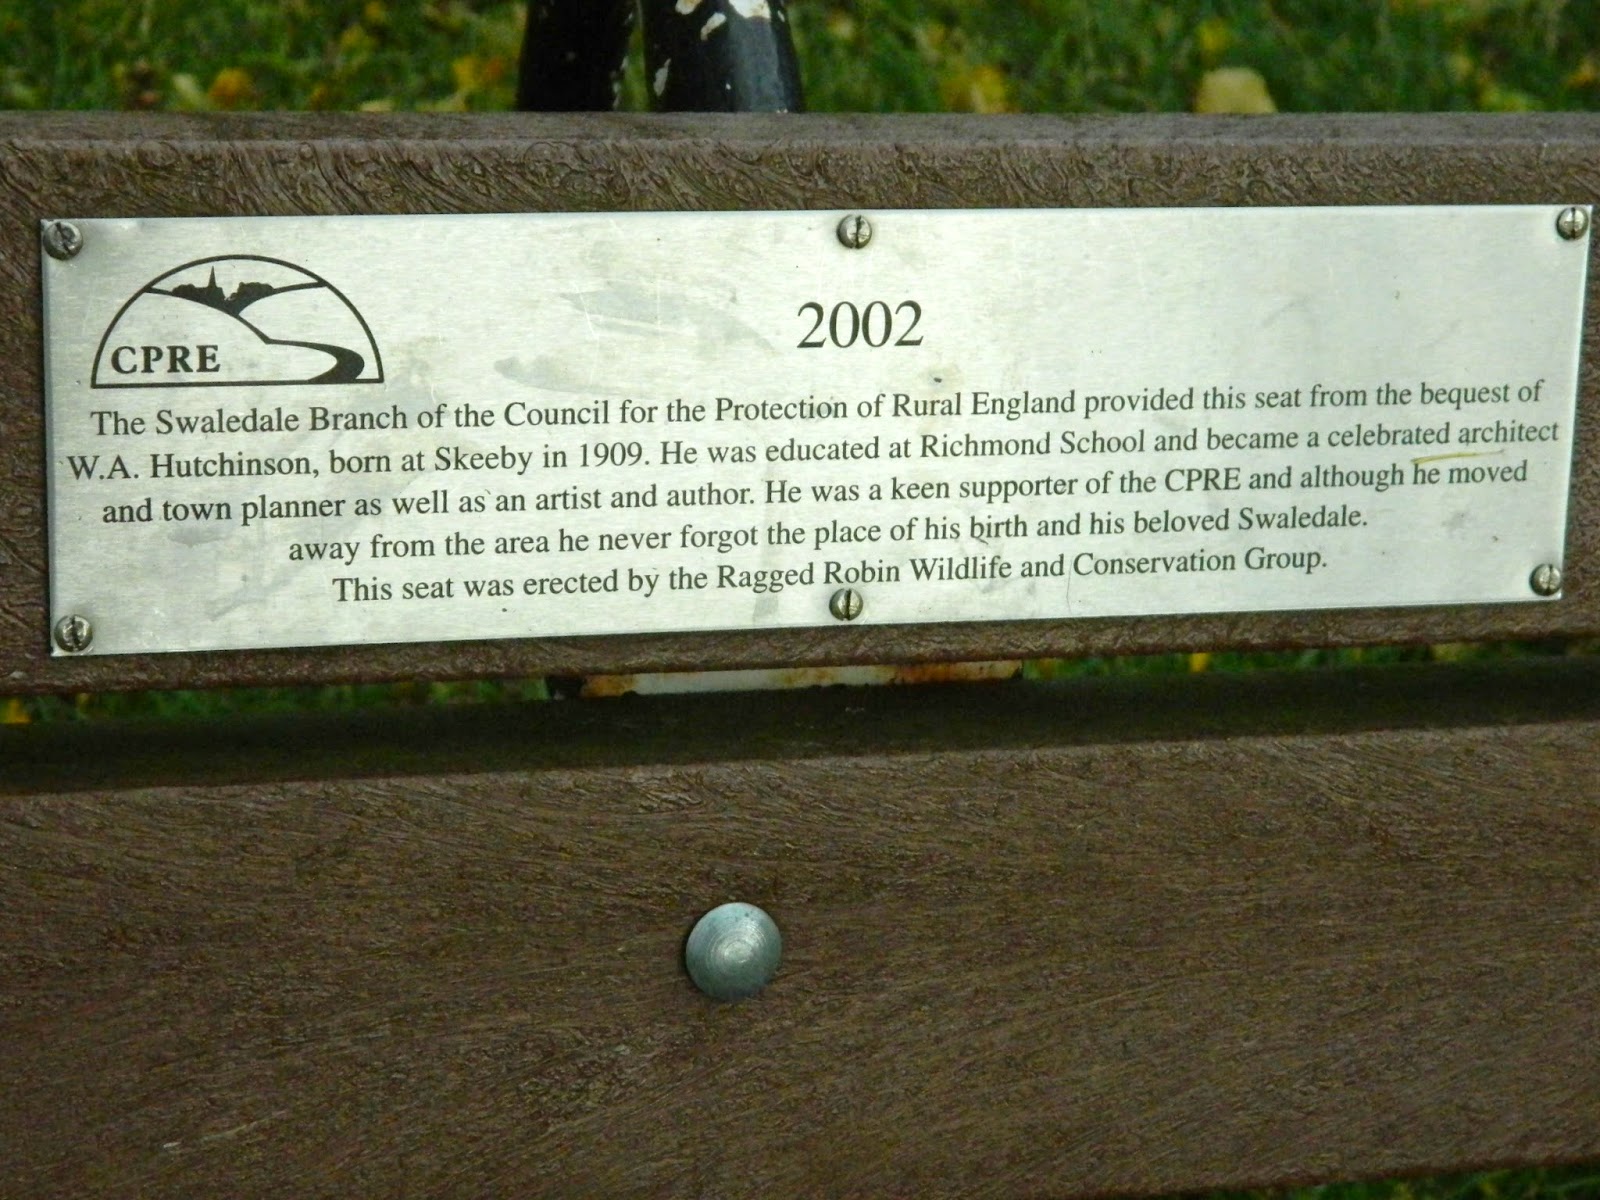 CPRE
2002
The Swaledale Branch of the Council for the Protection of Rural England provided this seat from the bequest of
W.A. Hutchinson, born at Skeeby in 1909. He was educated at Richmond School and became a celebrated architect
and town planner as well as an artist and author. He was a keen supporter of the CPRE and although he moved
away from the area he never forgot the place of his birth and his beloved Swaledale.
This seat was erected by the Ragged Robin Wildlife and Conservation Group.